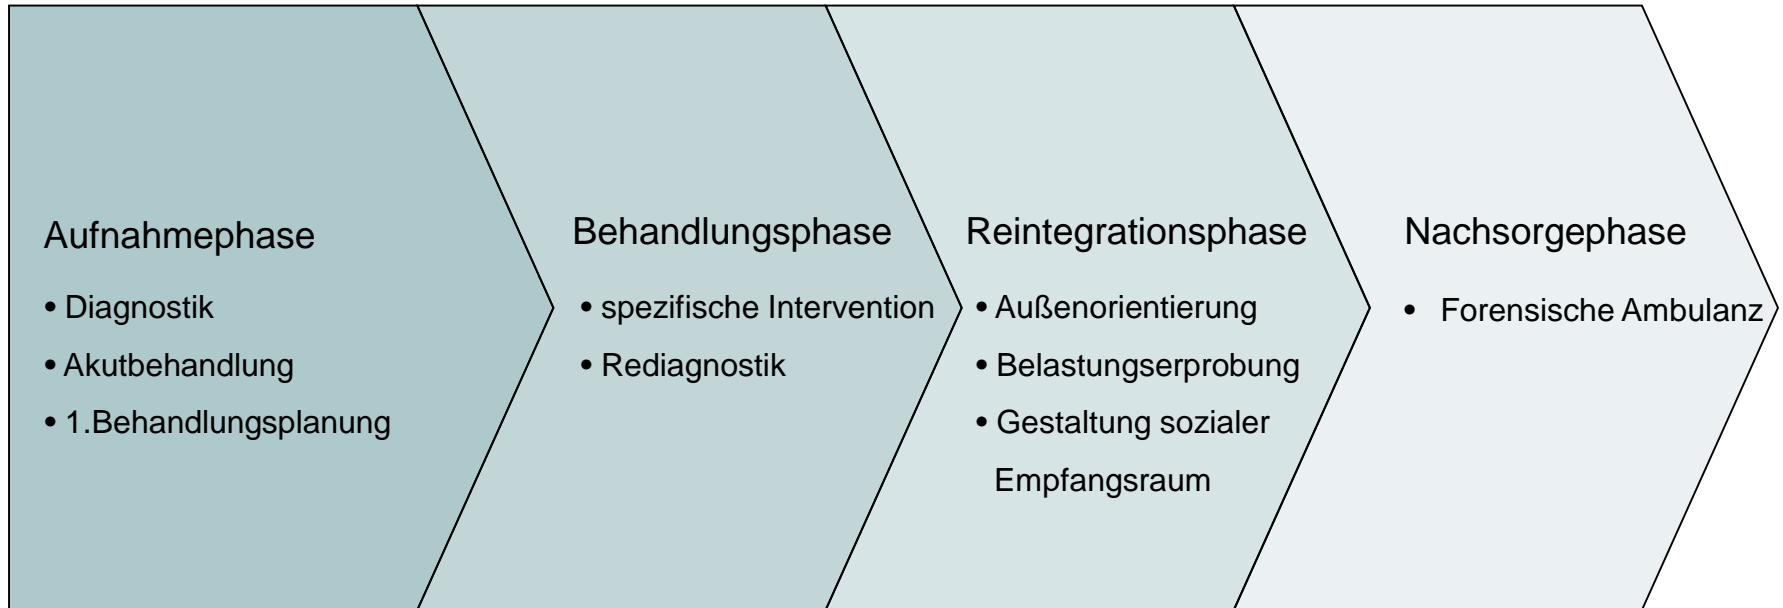 Aufnahmephase
• Diagnostik
• Akutbehandlung
• 1.Behandlungsplanung
Behandlungsphase
• spezifische Intervention
• Rediagnostik
Reintegrationsphase
• Außenorientierung
• Belastungserprobung
• Gestaltung sozialer
Empfangsraum
Nachsorgephase
• Forensische Ambulanz